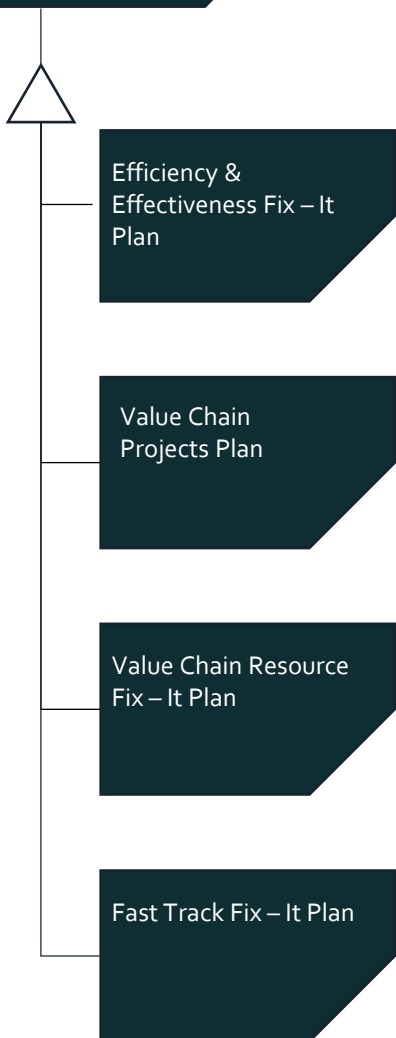 Efficiency &
Effectiveness Fix – It
Plan
Value Chain
Projects Plan
Value Chain Resource
Fix – It Plan
Fast Track Fix – It Plan